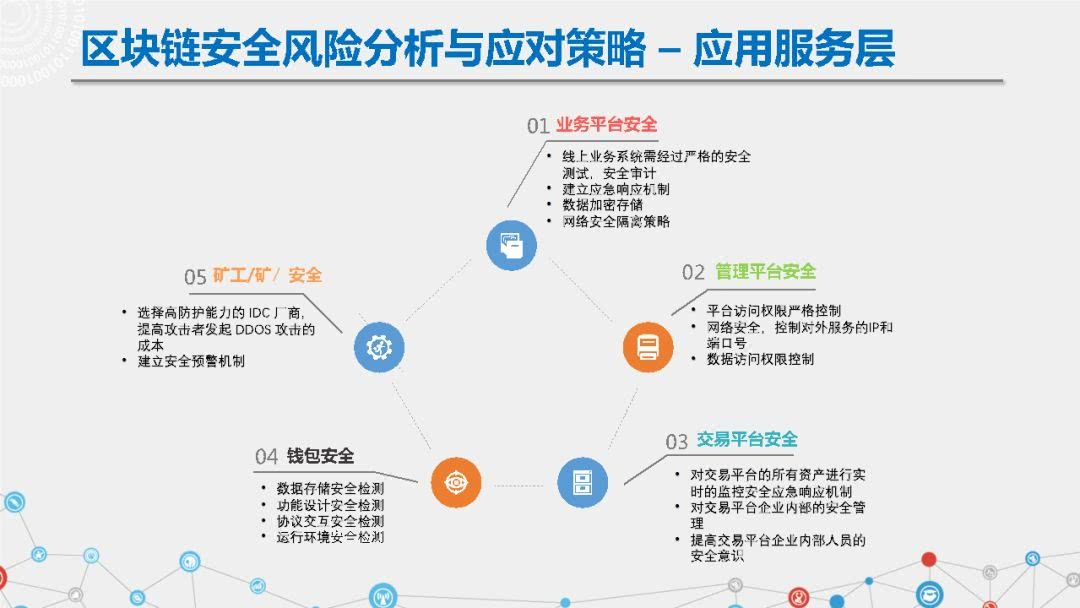 区块链安全风险分析与应对策略 – 应用服务层
01 业务平台安全
• 线上业务系统需经过严格的安全
测试，安全审计
• 建立应急响应机制
• 数据加密存储
• 网络安全隔离策略
02 管理平台安全
• 平台访问权限严格控制
• 网络安全，控制对外服务的IP和
端口号
• 数据访问权限控制
03 交易平台安全
• 对交易平台的所有资产进行实
时的监控安全应急响应机制
• 对交易平台企业内部的安全管
理
• 提高交易平台企业内部人员的
安全意识
04 钱包安全
• 数据存储安全检测
• 功能设计安全检测
• 协议交互安全检测
• 运行环境安全检测
05 矿工/矿/ 安全
• 选择高防护能力的 IDC 厂商，
提高攻击者发起 DDOS 攻击的
成本
• 建立安全预警机制